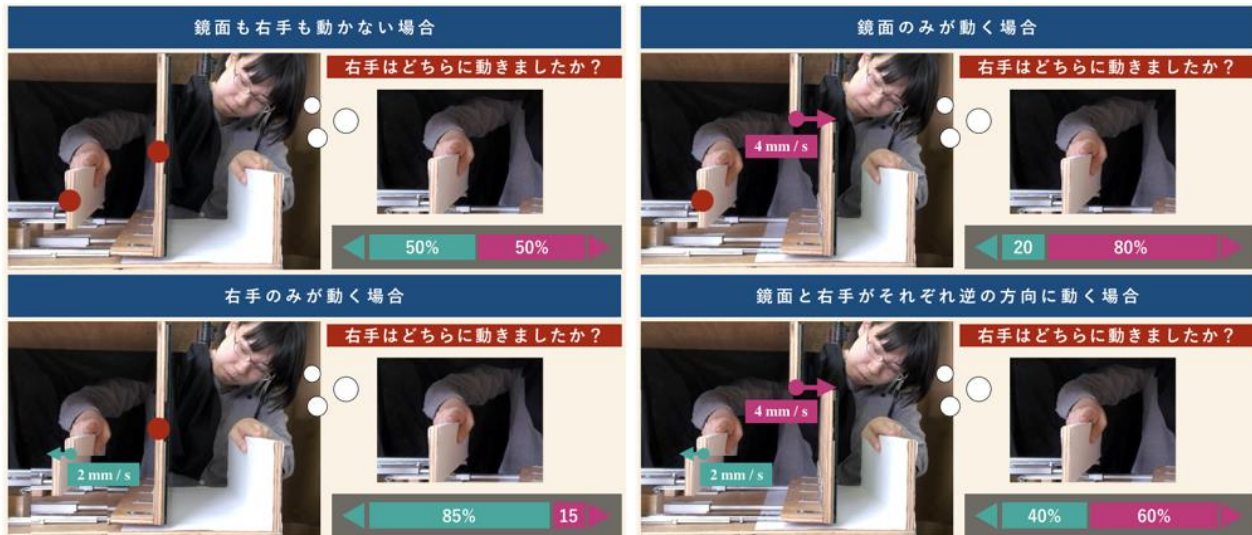 鏡面も右手も動かない場合
右手はどちらに動きましたか？
50% 50%
鏡面のみが動く場合
右手はどちらに動きましたか？
4 mm / s
20 80%
右手のみが動く場合
右手はどちらに動きましたか？
2 mm / s
85% 15
鏡面と右手がそれぞれ逆の方向に動く場合
右手はどちらに動きましたか？
4 mm / s
2 mm / s
40% 60%